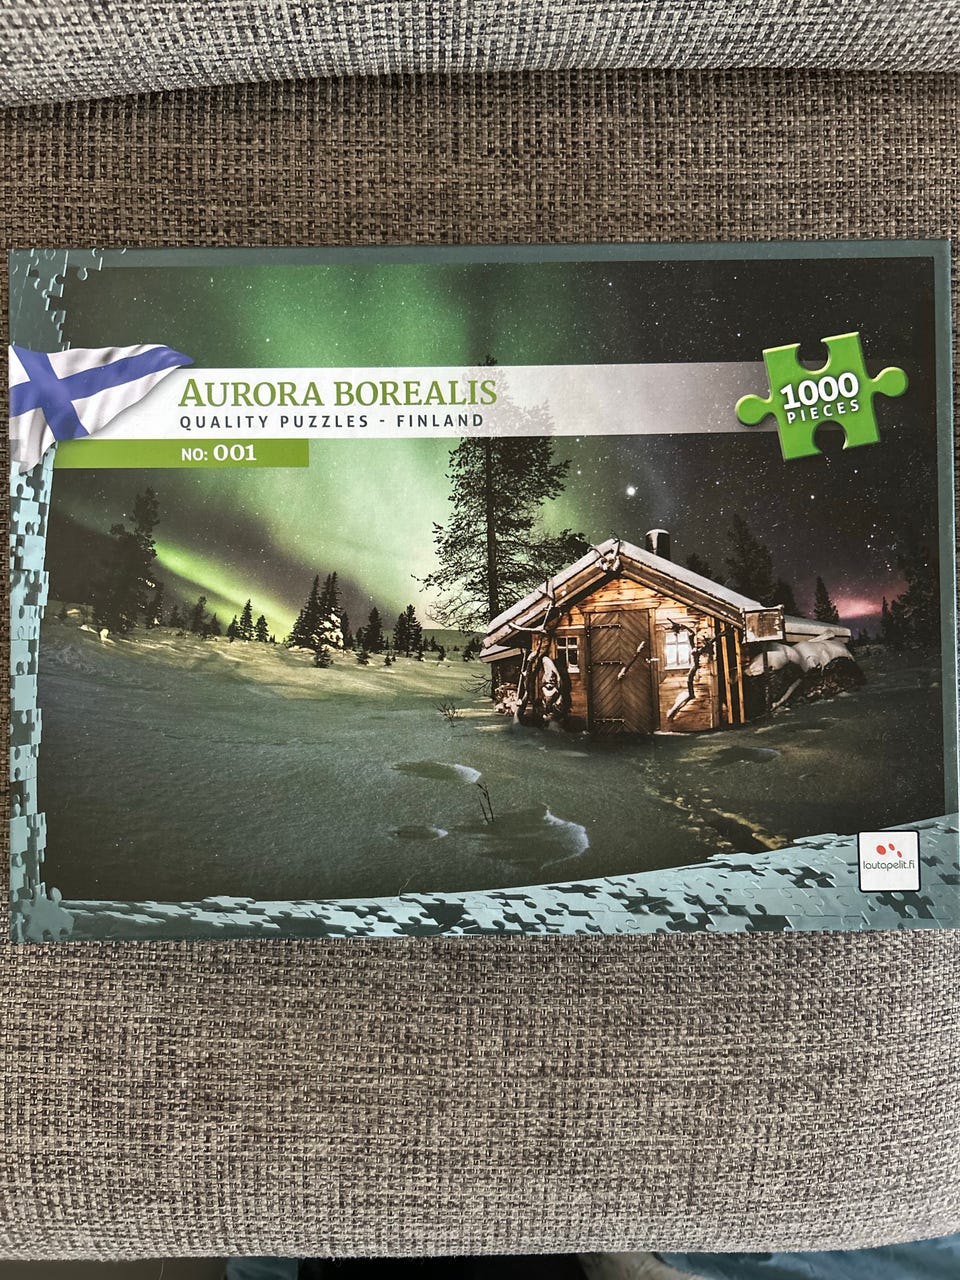 AURORA BOREALIS
QUALITY PUZZLES - FINLAND
NO: 001
1000
PIECES
lautapelit.fi